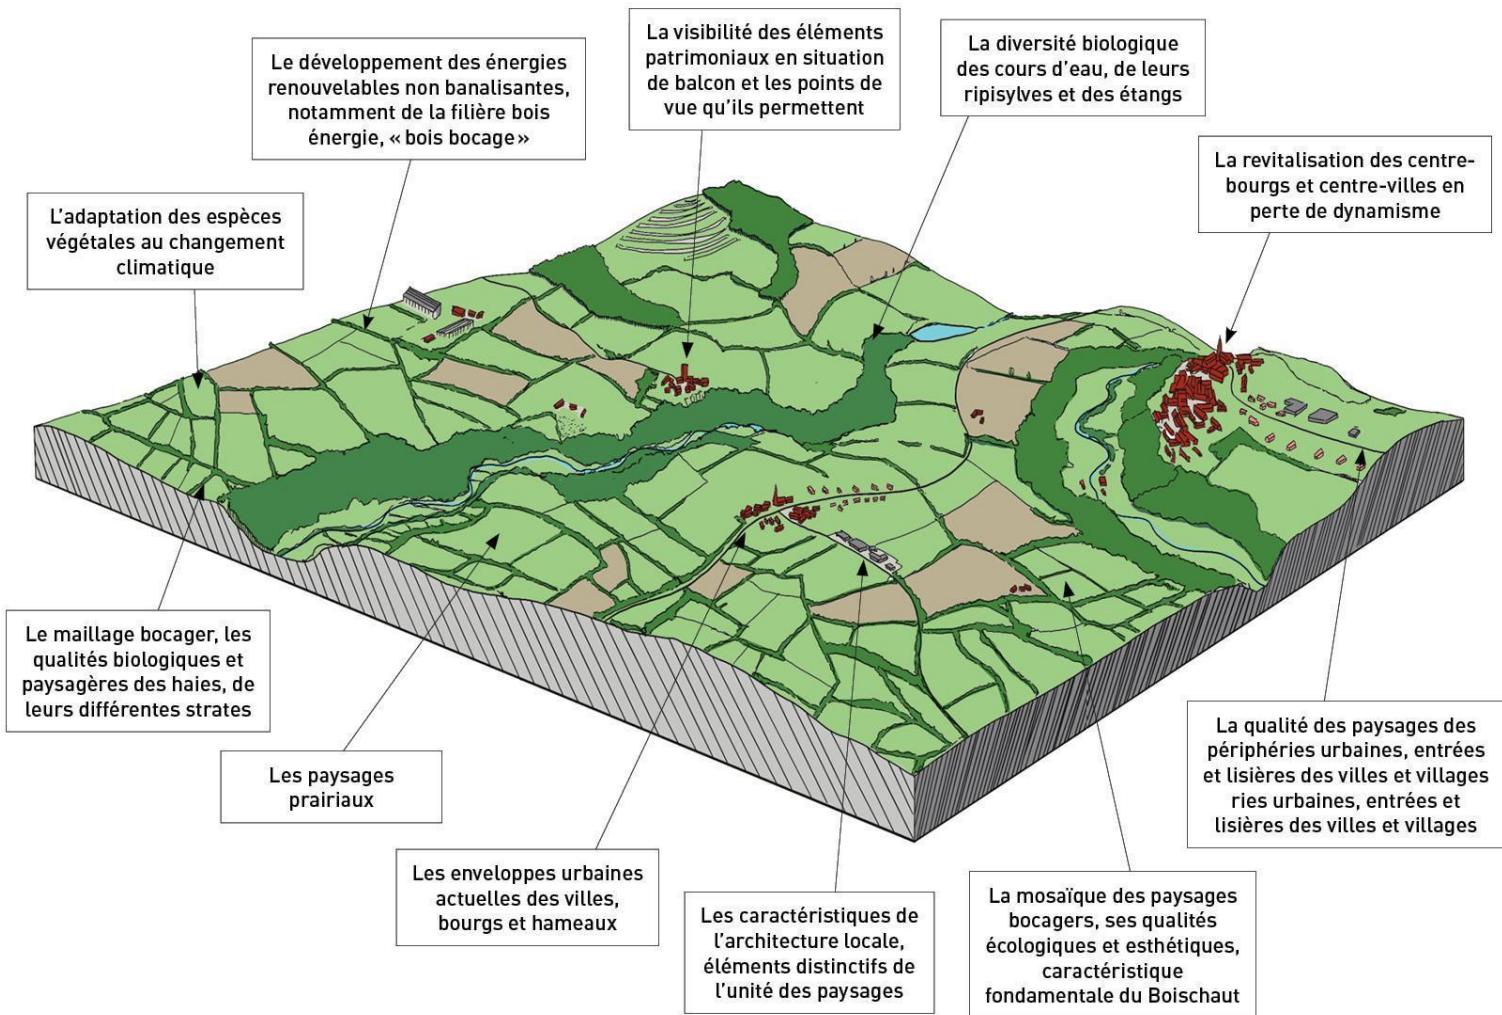 La visibilité des éléments
patrimoniaux en situation
de balcon et les points de
vue qu'ils permettent
La diversité biologique
des cours d'eau, de leurs
ripisylves et des étangs
Le développement des énergies
renouvelables non banalisantes,
notamment de la filière bois
énergie, « bois bocage »
La revitalisation des centre-
bourgs et centre-villes en
perte de dynamisme
L'adaptation des espèces
végétales au changement
climatique
Le maillage bocager, les
qualités biologiques et
paysagères des haies, de
leurs différentes strates
Les paysages
prairiaux
Les enveloppes urbaines
actuelles des villes,
bourgs et hameaux
Les caractéristiques de
l'architecture locale,
éléments distinctifs de
l'unité des paysages
La mosaïque des paysages
bocagers, ses qualités
écologiques et esthétiques,
caractéristique
fondamentale du Boischaut
La qualité des paysages des
périphéries urbaines, entrées
et lisières des villes et villages
ries urbaines, entrées et
lisières des villes et villages